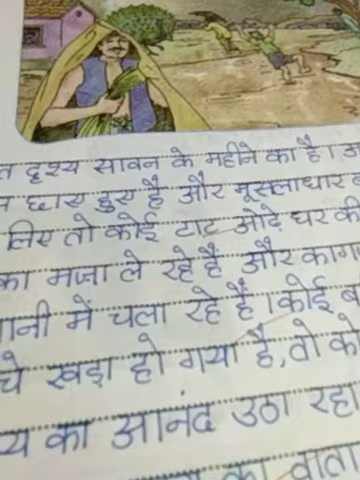 दृश्य सावन के महीने का है।
छाए हुए है और मूसलाधार
लिए तो कोई टाट ओढ़े घर की
का मजा ले रहे है और काग
पानी में चला रहे है। कोई
खड़ा हो गया है, तो को
का आनंद उठा रहा
का वाता